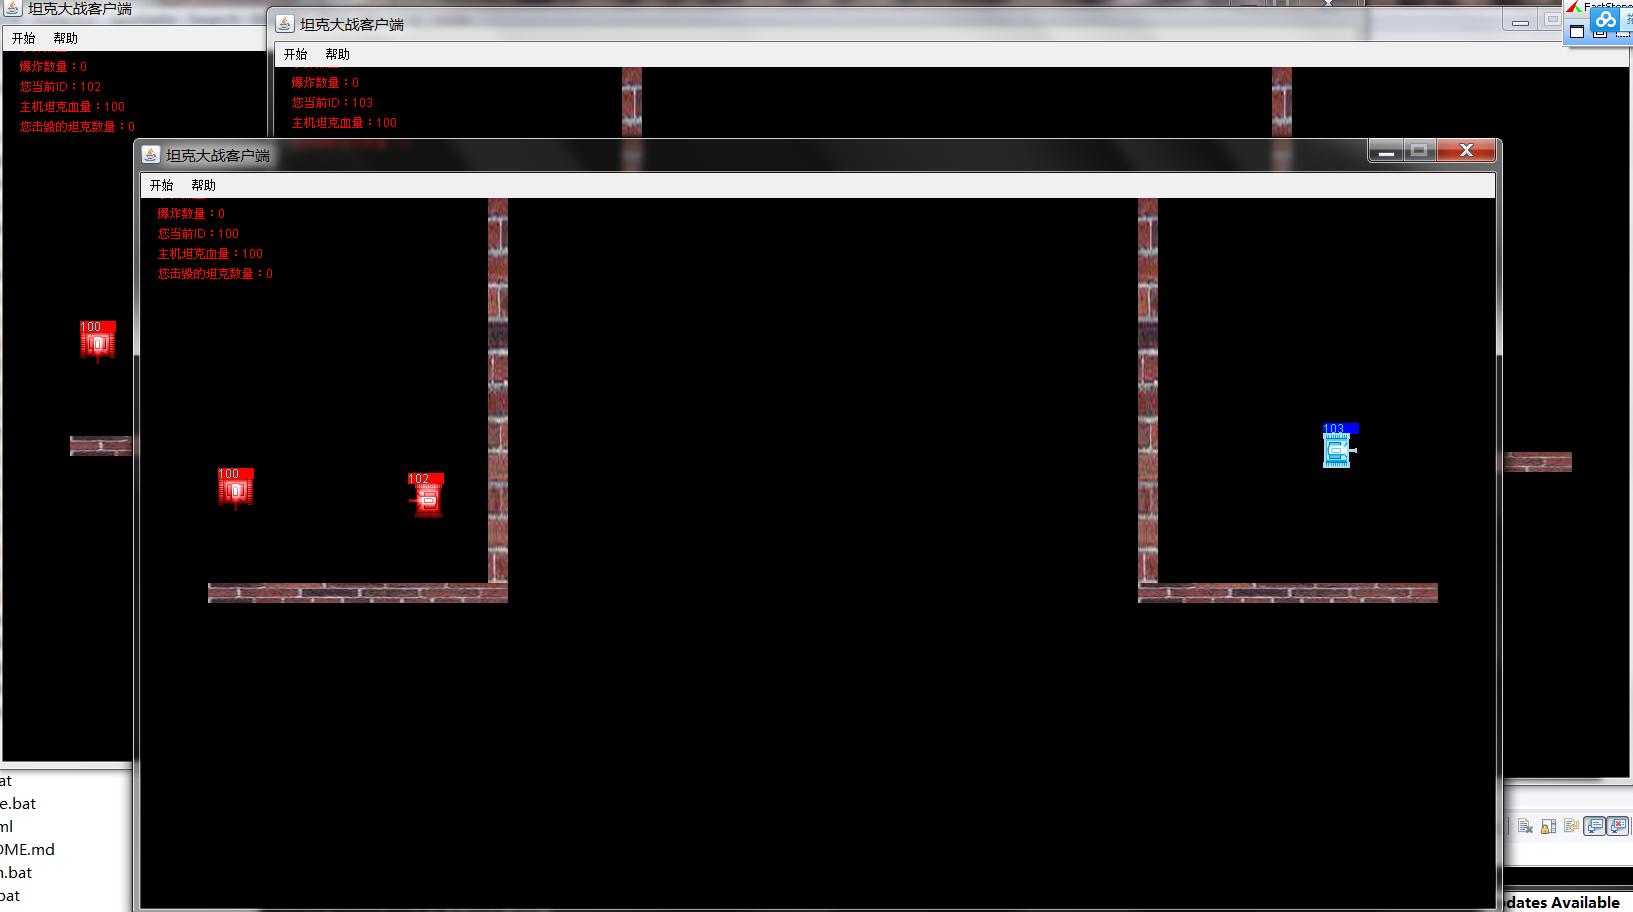 坦克大战客户端
开始 帮助
爆炸数量：0
您当前ID：102
主机坦克血量：100
您击毁的坦克数量：0
100
坦克大战客户端
开始 帮助
爆炸数量：0
您当前ID：103
主机坦克血量：100
坦克大战客户端
开始 帮助
爆炸数量：0
您当前ID：100
主机坦克血量：100
您击毁的坦克数量：0
100
102
103
at
e.bat
ml
OME.md
n.bat
bat
dates Available